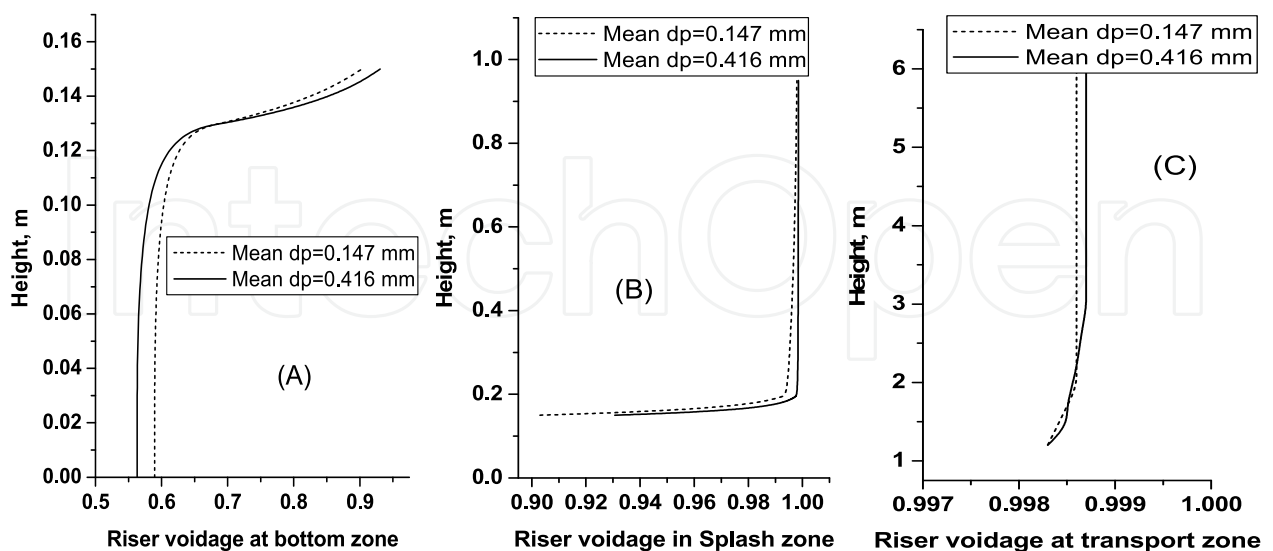 Mean dp=0.147 mm
Mean dp=0.416 mm
0.16
0.14
0.12
0.10
0.08
0.06
0.04
0.02
0.00
Height, m
(A)
0.5
0.6
0.7
0.8
0.9
Riser voidage at bottom zone
Mean dp=0.147 mm
Mean dp=0.416 mm
1.0
0.8
0.6
0.4
0.2
0.0
Height, m
(B)
0.90
0.92
0.94
0.96
0.98
1.00
Riser voidage in Splash zone
Mean dp=0.147 mm
Mean dp=0.416 mm
6
5
4
3
2
1
Height, m
(C)
0.997
0.998
0.999
1.000
Riser voidage at transport zone
IntechOpen